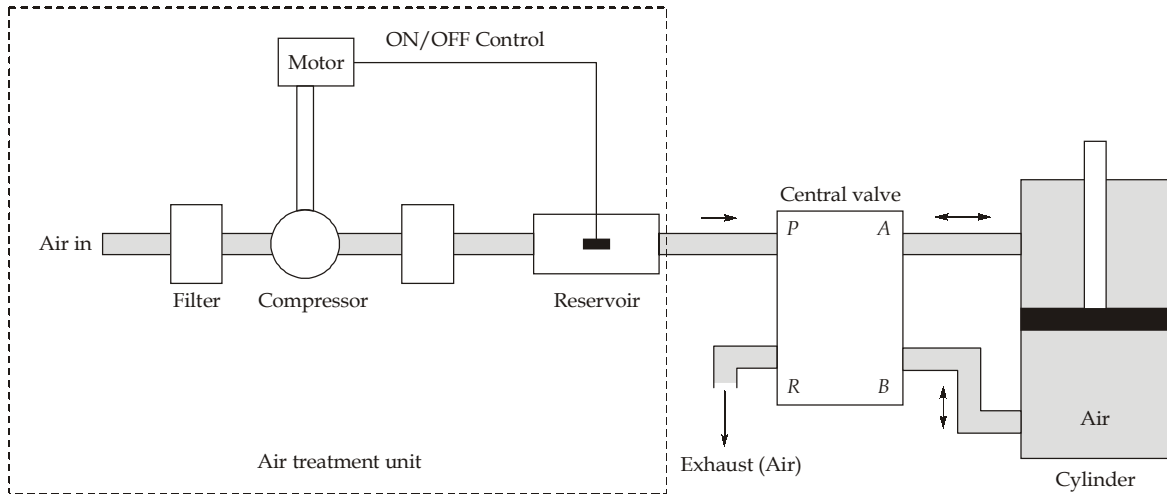 ON/OFF Control
Motor
Central valve
P
A
Air in
Filter
Compressor
Reservoir
R
B
Air
Exhaust (Air)
Air treatment unit
Cylinder